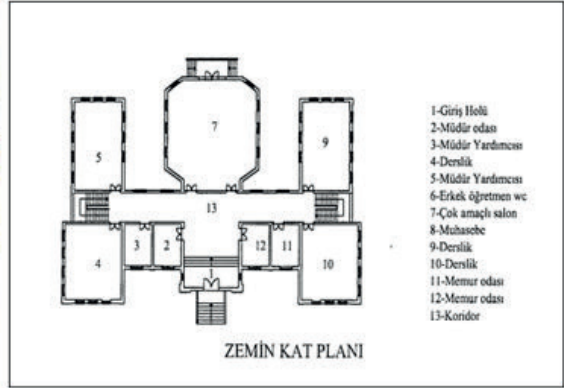 7
5
9
13
4
3
2
12
11
10
1
ZEMİN KAT PLANI
1-Giriş Holü
2-Müdür odası
3-Müdür Yardımcısı
4-Derslik
5-Müdür Yardımcısı
6-Erkek öğretmen wc
7-Çok amaçlı salon
8-Muhasebe
9-Derslik
10-Derslik
11-Memur odası
12-Memur odası
13-Koridor